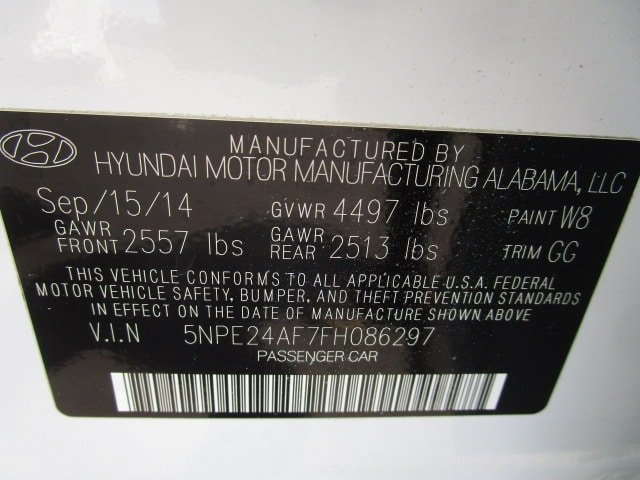 MANUFACTURED BY
HYUNDAI MOTOR MANUFACTURING ALABAMA, LLC
Sep/15/14 GVWR 4497 lbs PAINT W8
GAWR FRONT 2557 lbs GAWR REAR 2513 lbs TRIM GG
THIS VEHICLE CONFORMS TO ALL APPLICABLE U.S.A. FEDERAL
MOTOR VEHICLE SAFETY, BUMPER, AND THEFT PREVENTION STANDARDS
IN EFFECT ON THE DATE OF MANUFACTURE SHOWN ABOVE
V.I.N 5NPE24AF7FH086297
PASSENGER CAR